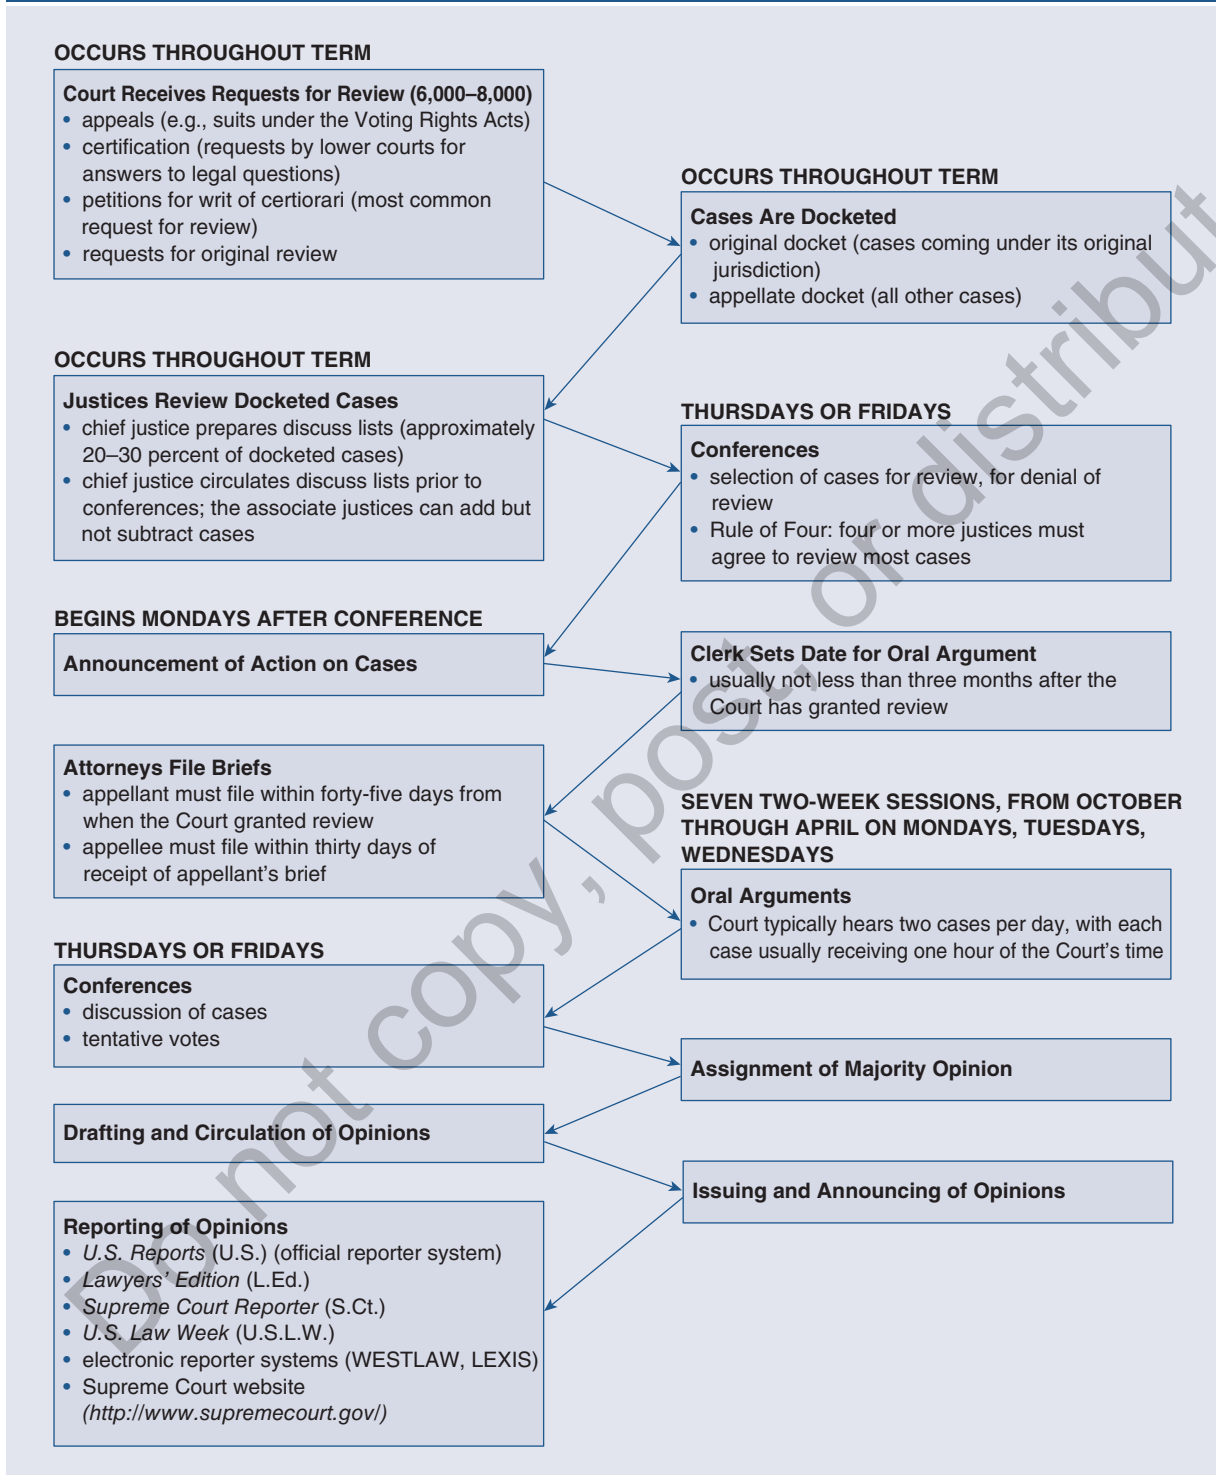 OCCURS THROUGHOUT TERM
Court Receives Requests for Review (6,000–8,000)
• appeals (e.g., suits under the Voting Rights Acts)
• certification (requests by lower courts for
answers to legal questions)
• petitions for writ of certiorari (most common
request for review)
• requests for original review
OCCURS THROUGHOUT TERM
Cases Are Docketed
• original docket (cases coming under its original
jurisdiction)
• appellate docket (all other cases)
OCCURS THROUGHOUT TERM
Justices Review Docketed Cases
• chief justice prepares discuss lists (approximately
20–30 percent of docketed cases)
• chief justice circulates discuss lists prior to
conferences; the associate justices can add but
not subtract cases
THURSDAYS OR FRIDAYS
Conferences
• selection of cases for review, for denial of
review
• Rule of Four: four or more justices must
agree to review most cases
BEGINS MONDAYS AFTER CONFERENCE
Announcement of Action on Cases
Clerk Sets Date for Oral Argument
• usually not less than three months after the
Court has granted review
Attorneys File Briefs
• appellant must file within forty-five days from
when the Court granted review
• appellee must file within thirty days of
receipt of appellant’s brief
SEVEN TWO-WEEK SESSIONS, FROM OCTOBER
THROUGH APRIL ON MONDAYS, TUESDAYS,
WEDNESDAYS
Oral Arguments
• Court typically hears two cases per day, with each
case usually receiving one hour of the Court’s time
THURSDAYS OR FRIDAYS
Conferences
• discussion of cases
• tentative votes
Assignment of Majority Opinion
Drafting and Circulation of Opinions
Issuing and Announcing of Opinions
Reporting of Opinions
• U.S. Reports (U.S.) (official reporter system)
• Lawyers’ Edition (L.Ed.)
• Supreme Court Reporter (S.Ct.)
• U.S. Law Week (U.S.L.W.)
• electronic reporter systems (WESTLAW, LEXIS)
• Supreme Court website
(http://www.supremecourt.gov/)
Do not copy, post, or distribut